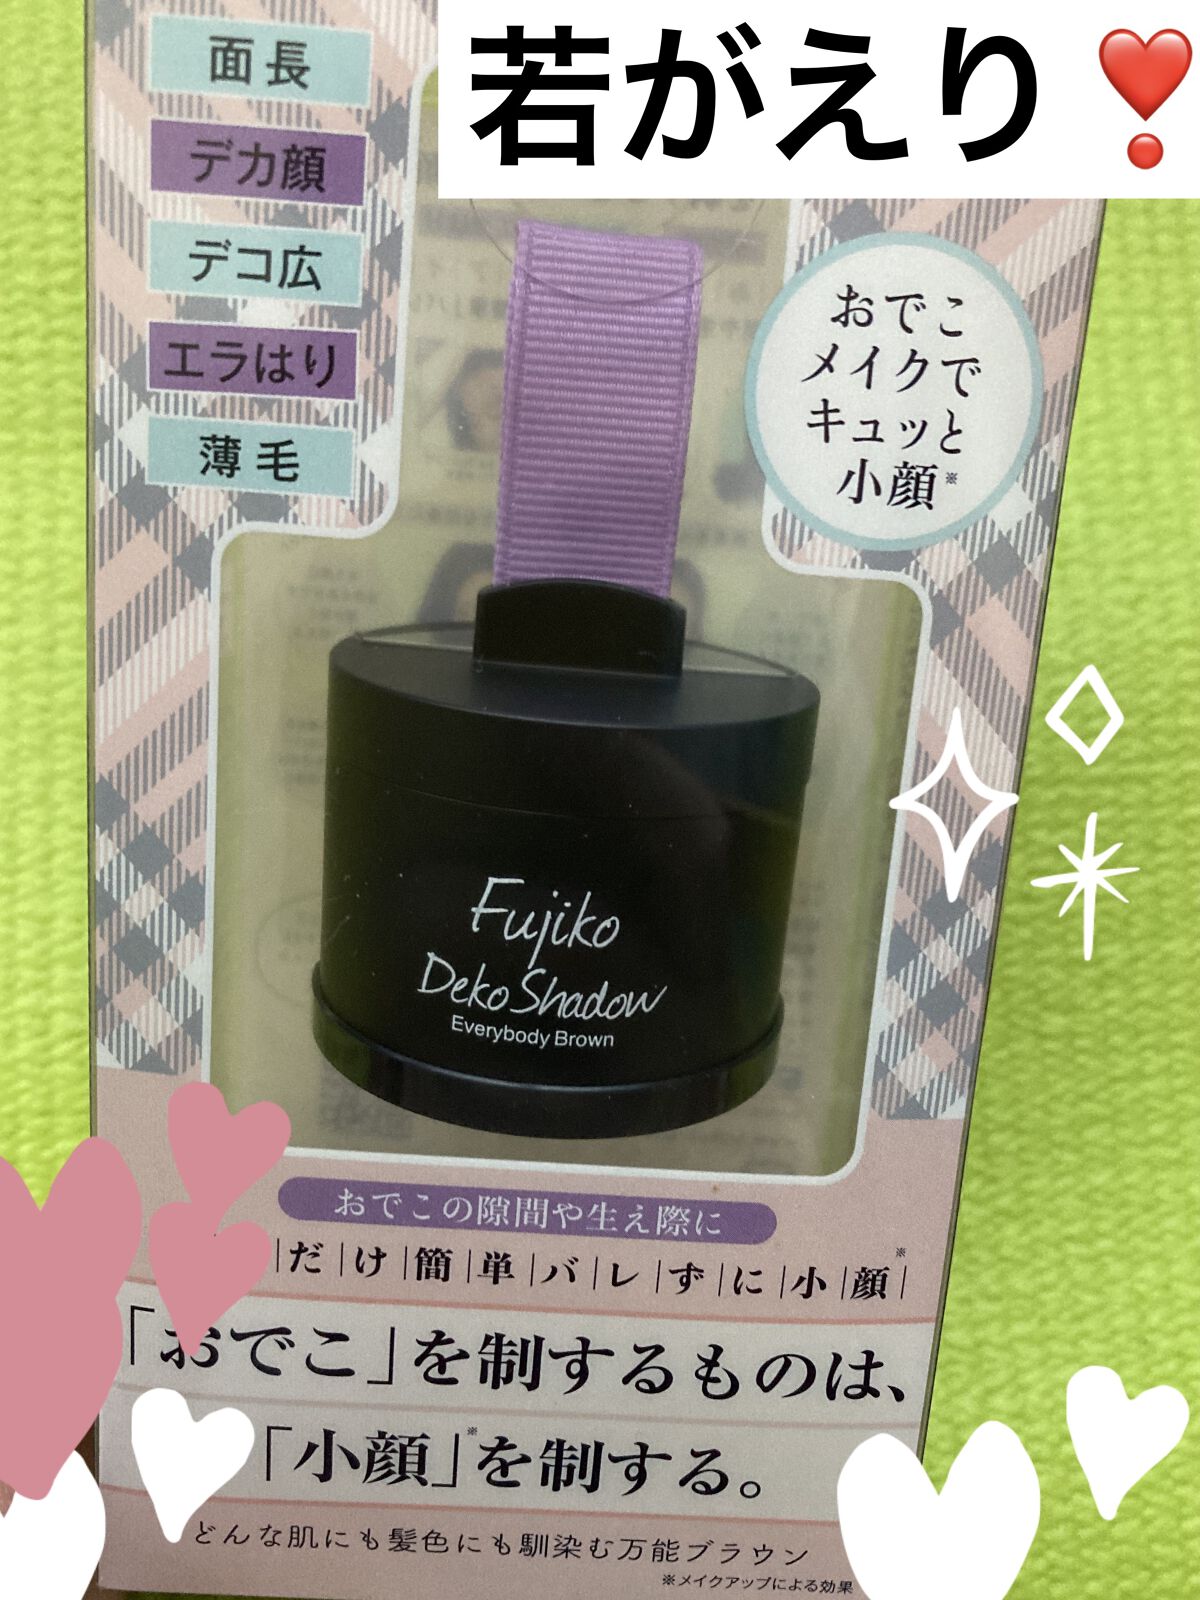 若がえり❣️
面長
デカ顔
デコ広
エラはり
薄毛
おでこ
メイクで
キュッと
小顔※
Fujiko
Deko Shadow
Everybody Brown
おでこの隙間や生え際に
だけ簡単バレずに小顔※
「おでこ」を制するものは、
「小顔」※を制する。
どんな肌にも髪色にも馴染む万能ブラウン
※メイクアップによる効果